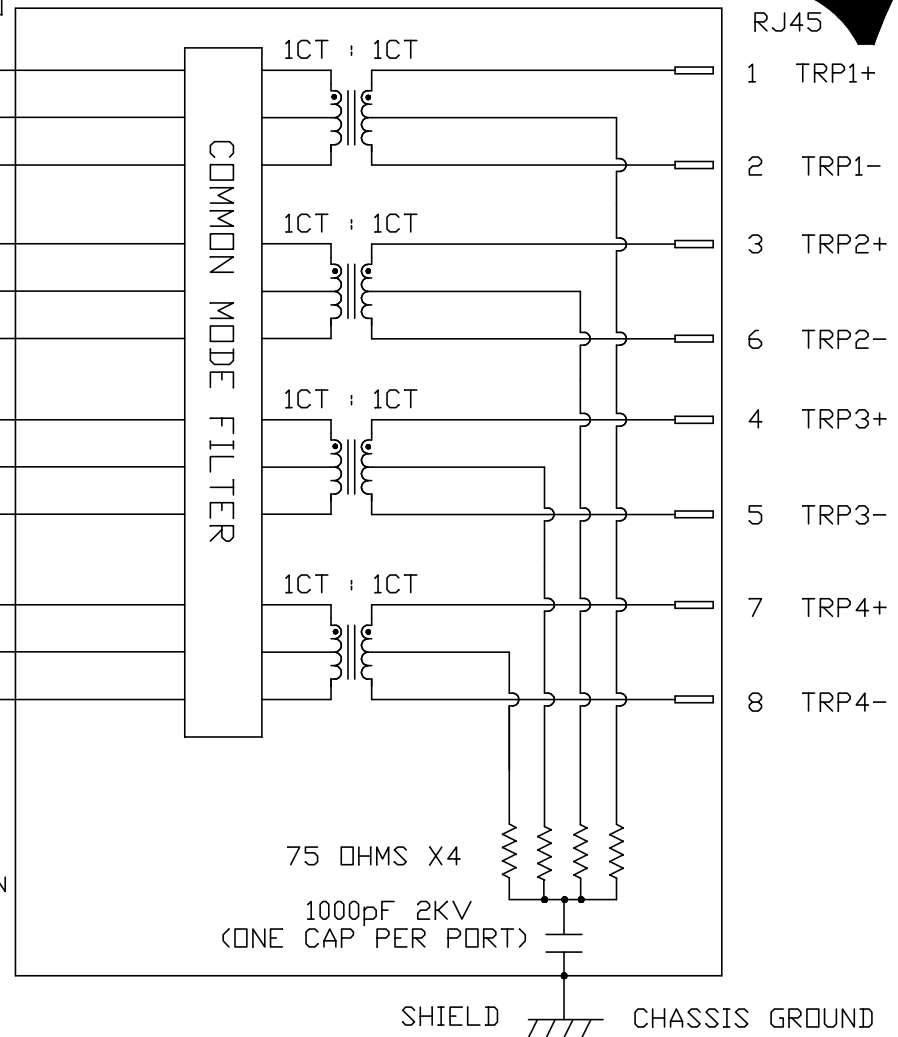 RJ45
1CT : 1CT
1 TRP1+
2 TRP1-
1CT : 1CT
3 TRP2+
6 TRP2-
1CT : 1CT
4 TRP3+
5 TRP3-
1CT : 1CT
7 TRP4+
8 TRP4-
COMMON MODE FILTER
75 OHMS X4
1000pF 2KV
(ONE CAP PER PORT)
SHIELD
CHASSIS GROUND